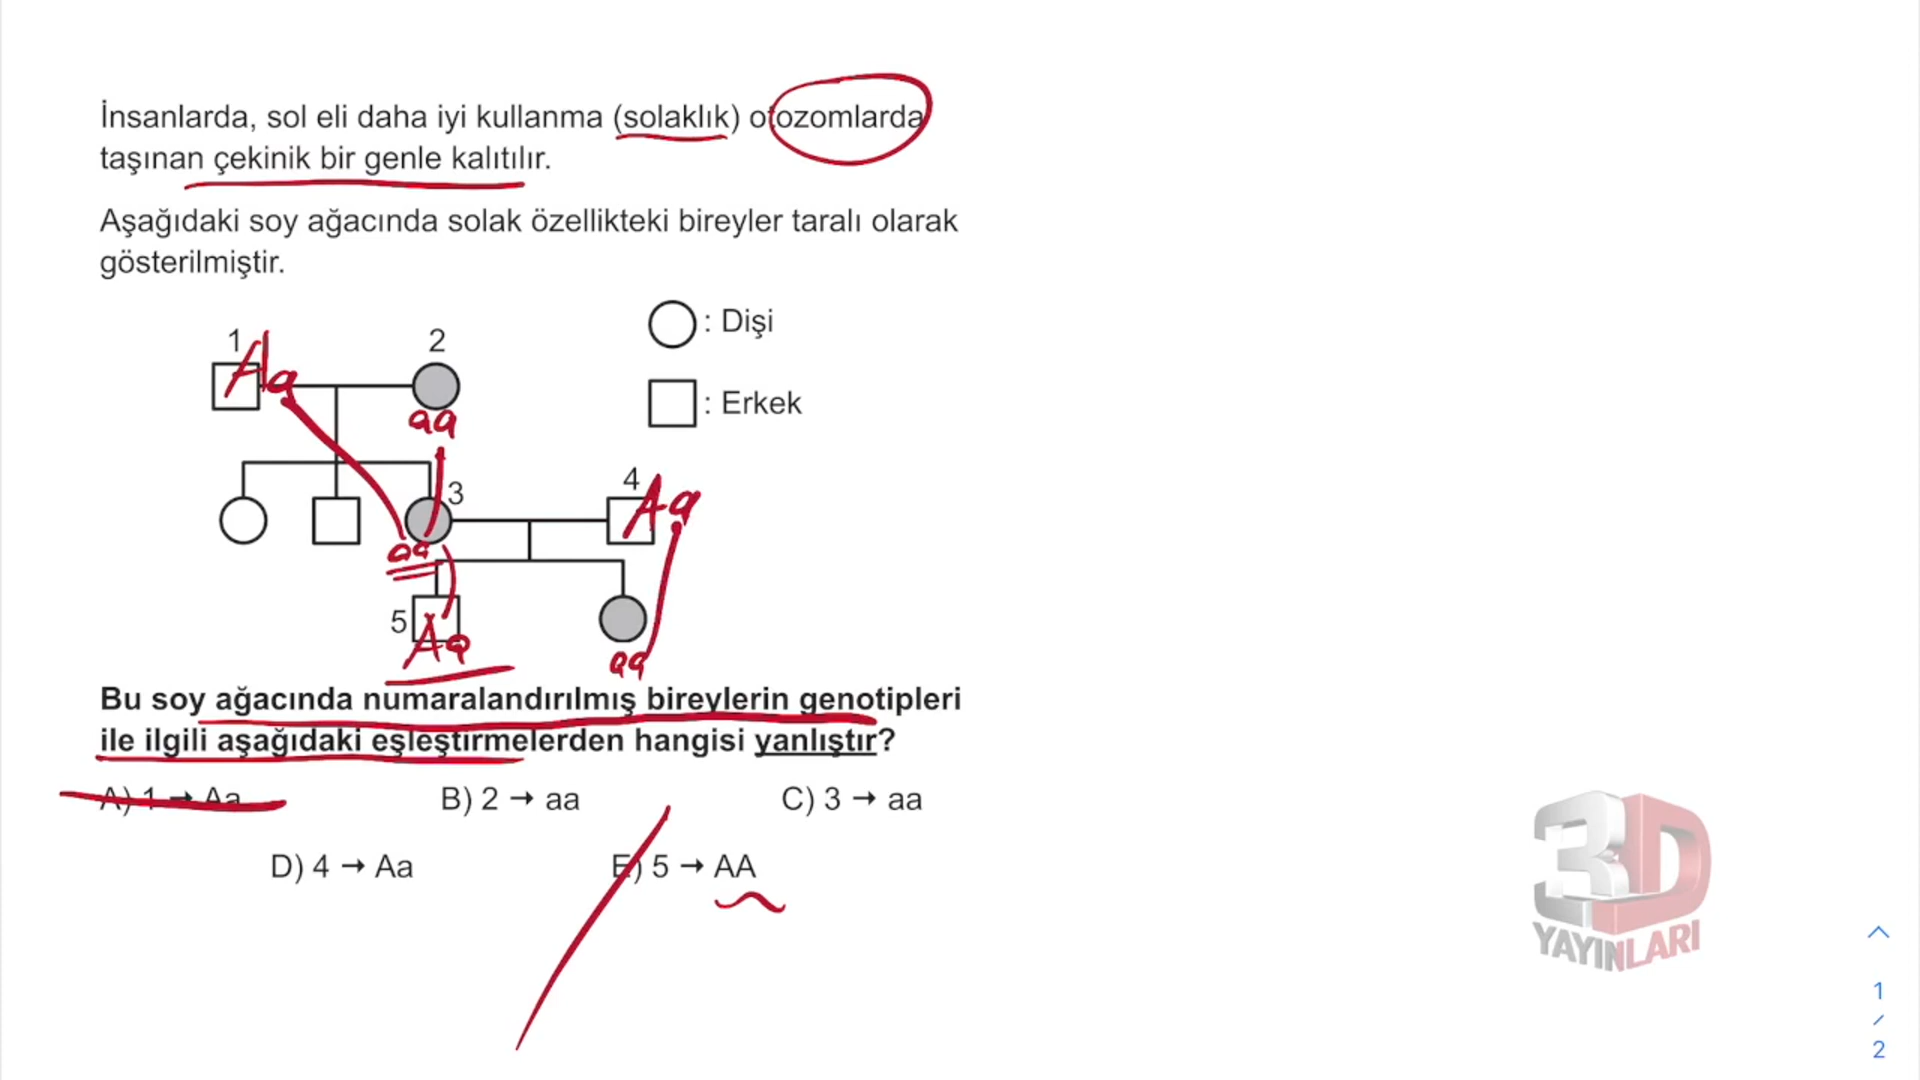 İnsanlarda, sol eli daha iyi kullanma (solaklık) otozomlarda
taşınan çekinik bir genle kalıtılır.
Aşağıdaki soy ağacında solak özellikteki bireyler taralı olarak
gösterilmiştir.
1 Aa
2
: Dişi
: Erkek
aa
3
4 Aa
aa
5 Aa
aa
Bu soy ağacında numaralandırılmış bireylerin genotipleri
ile ilgili aşağıdaki eşleştirmelerden hangisi yanlıştır?
A) 1 → Aa B) 2 → aa C) 3 → aa
D) 4 → Aa E) 5 → AA
3D
YAYINLARI
1
/
2